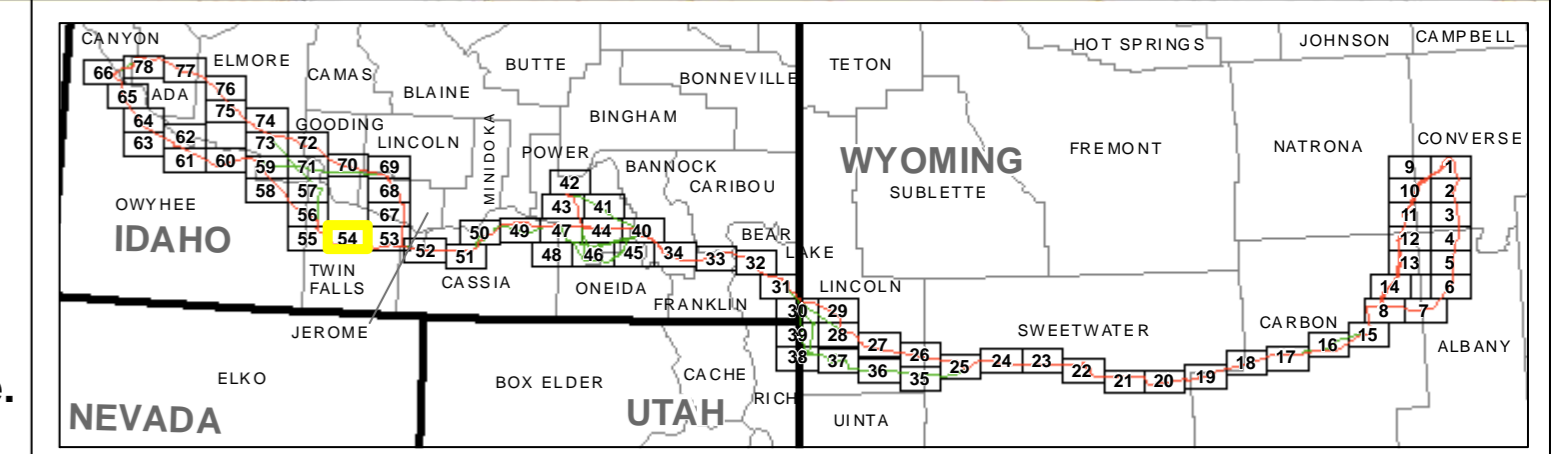 CANYON
ELMORE
CAMAS
BUTTE
BONNEVILLE
TETON
HOT SPRINGS
JOHNSON
CAMPBELL
66 78 77
65 ADA 76
BLAINE
75
64 62 74
GOODING
BINGHAM
63 73 72
LINCOLN
MINIDOKA
61 60 59 71 70 69
POWER
BANNOCK
WYOMING
FREMONT
NATRONA
CONVERSE
9 1
58 57 68
42
CARIBOU
SUBLETTE
10 2
OWYHEE
56 67
43 41
11 3
IDAHO
55 54 53
52 51 50 49 47 44 40
BEAR LAKE
12 4
48 46 45 34 33 32
13 5
TWIN FALLS
CASSIA
ONEIDA
31
LINCOLN
14 6
FRANKLIN
30 29
8 7
JEROME
39 28
SWEETWATER
CARBON
15
38 37 27 26
25 24 23 22 21 20 19 18 17 16
ALBANY
36 35
ELKO
BOX ELDER
CACHE
RICH
e.
NEVADA
UTAH
UINTA